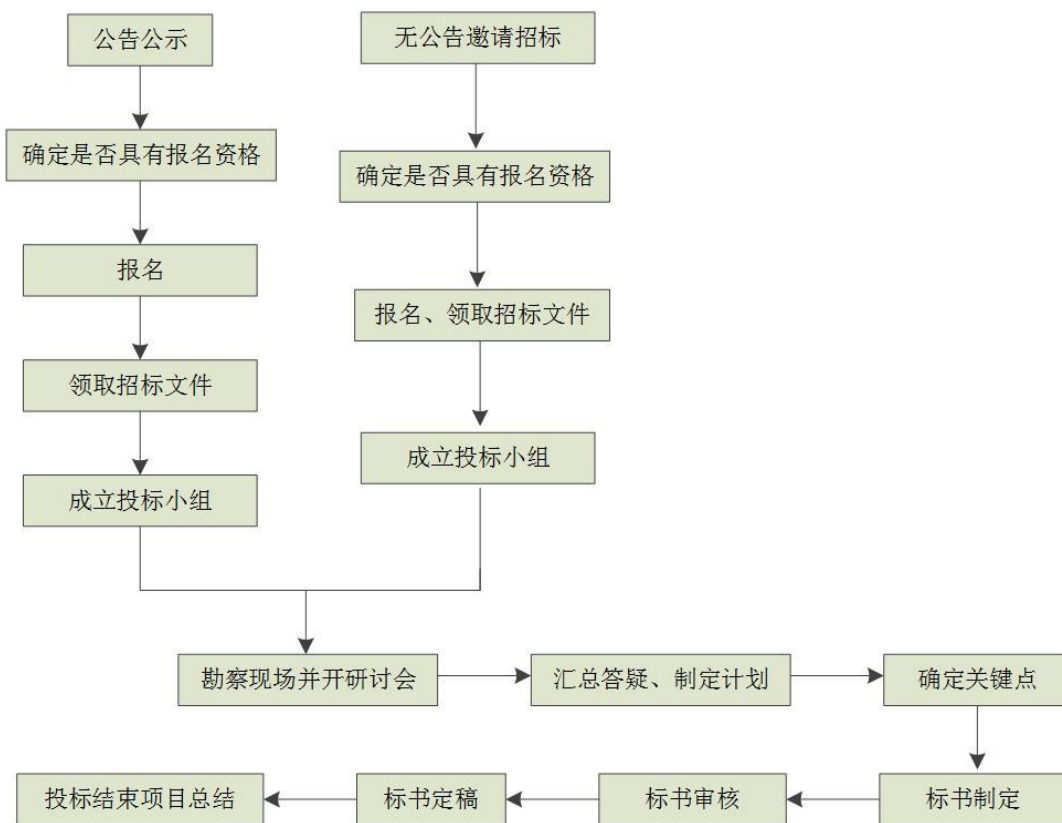 公告公示
无公告邀请招标
确定是否具有报名资格
确定是否具有报名资格
报名
报名、领取招标文件
领取招标文件
成立投标小组
成立投标小组
勘察现场并开研讨会
汇总答疑、制定计划
确定关键点
投标结束项目总结
标书定稿
标书审核
标书制定